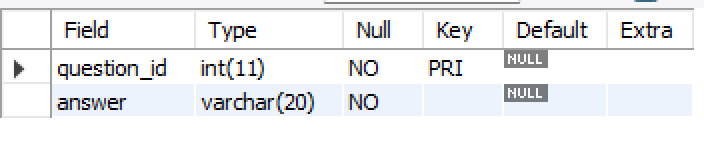 Field Type Null Key Default Extra
question_id int(11) NO PRI NULL
answer varchar(20) NO NULL